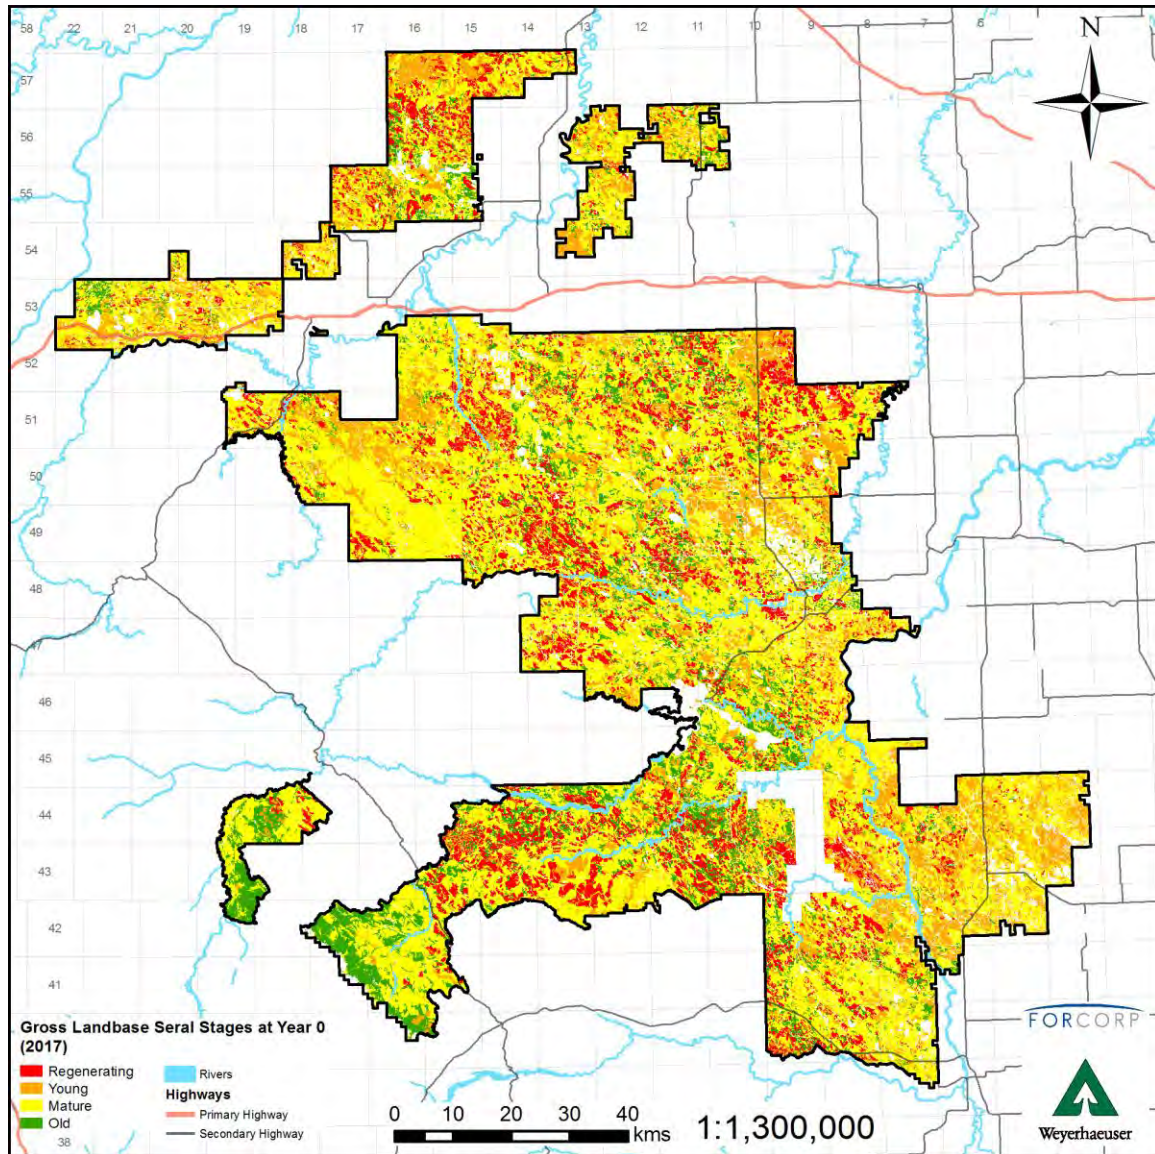 58 22 21 20 19 18 17 16 15 14 13 12 11 10 9 8 7 6
N
57
56
55
54
53
52
51
50
49
48
47
46
45
44
43
42
41
Gross Landbase Seral Stages at Year 0
(2017)
Regenerating
Young
Mature
Old
38
Rivers
Highways
Primary Highway
Secondary Highway
0 10 20 30 40
kms
1:1,300,000
FORCORP
Weyerhaeuser